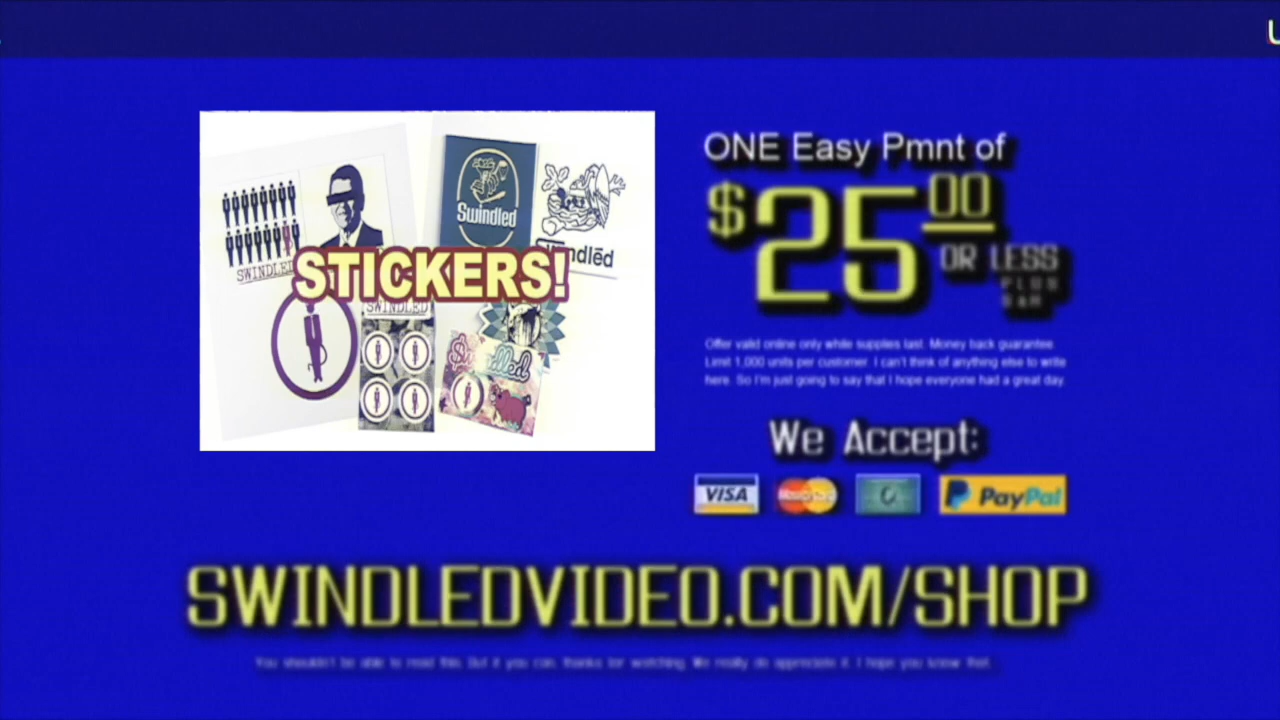 ONE Easy Pmnt of
$25 00
OR LESS
PLUS
S&H
SWINDLED
Swindled
STICKERS!
SWINDLED
Swindled
Offer valid online only while supplies last. Money back guarantee.
Limit 1,000 units per customer. I can't think of anything else to write
here. So I'm just going to say that I hope everyone had a great day.
We Accept:
VISA
MasterCard
PayPal
SWINDLEDVIDEO.COM/SHOP
You shouldn't be able to read this. But if you can, thanks for watching. We really do appreciate it. I hope you know that.